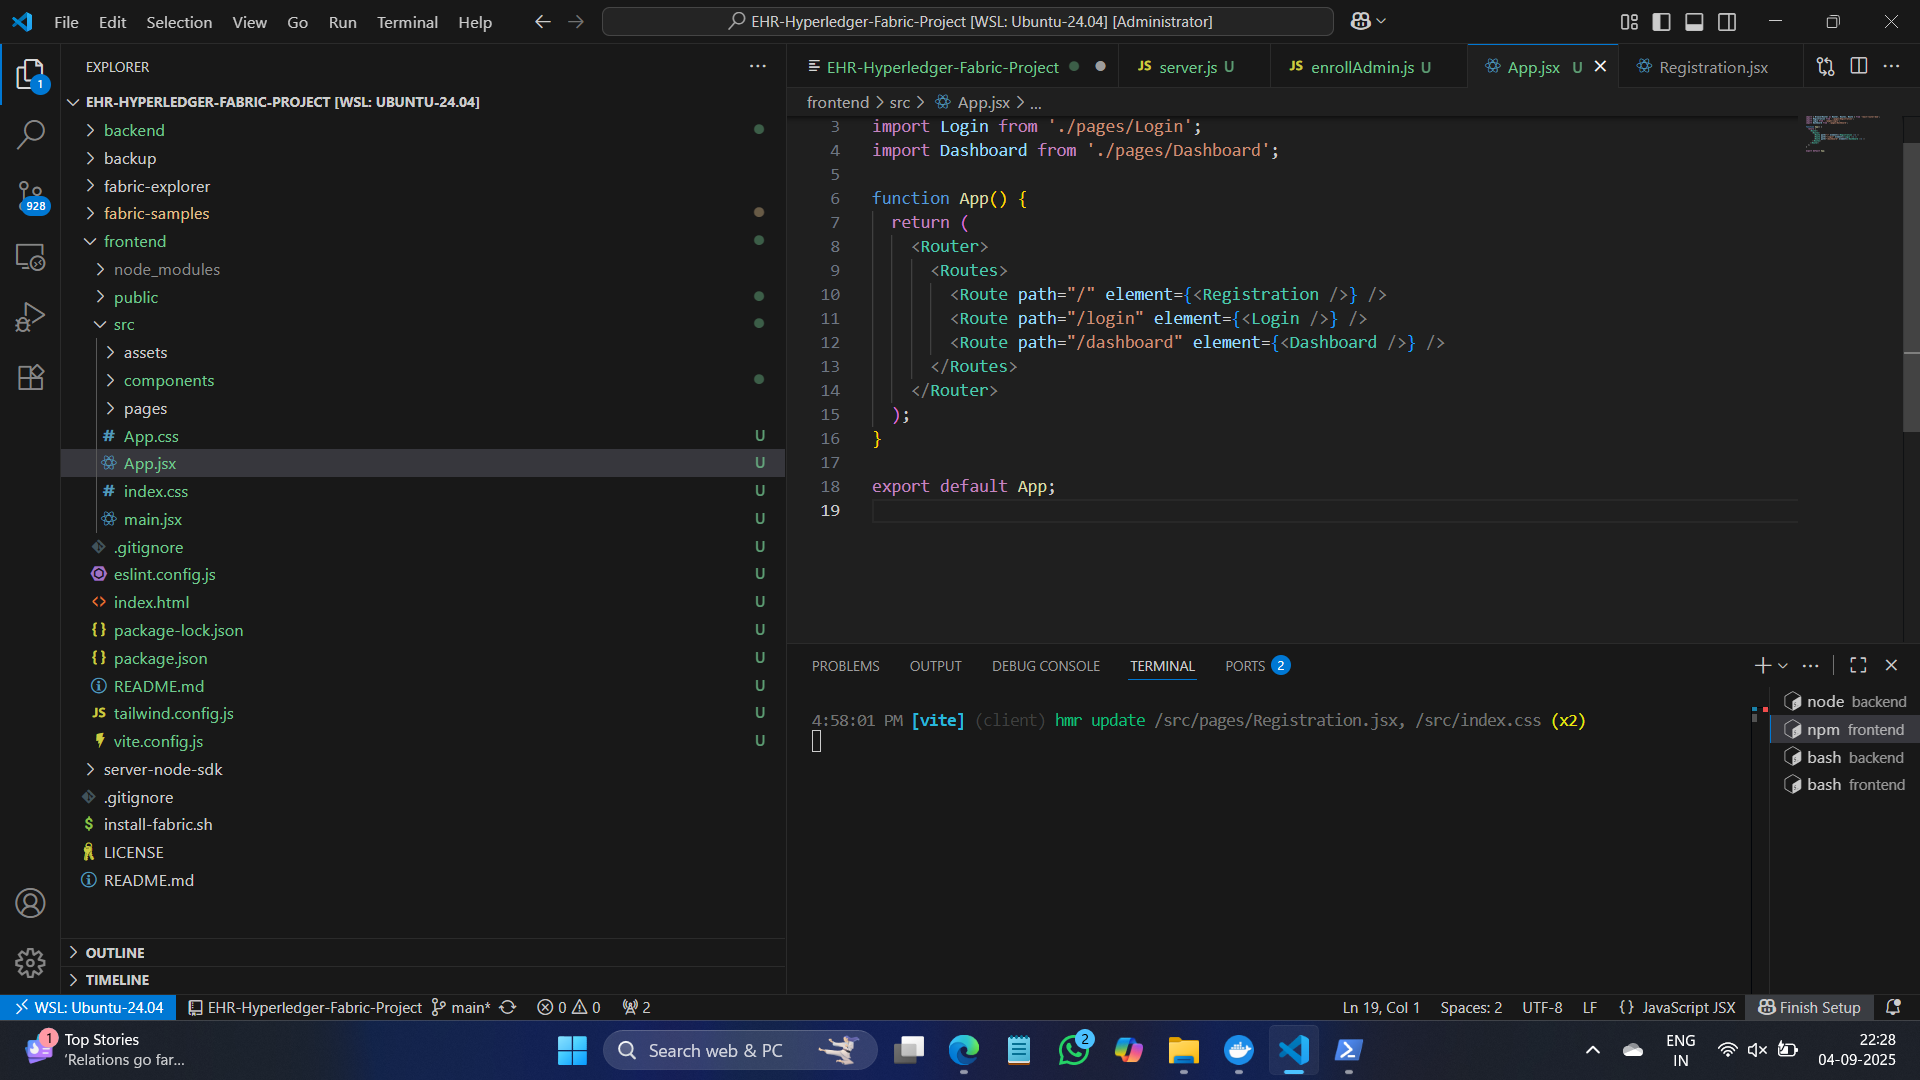 File Edit Selection View Go Run Terminal Help
EHR-Hyperledger-Fabric-Project [WSL: Ubuntu-24.04] [Administrator]
EXPLORER
EHR-HYPERLEDGER-FABRIC-PROJECT [WSL: UBUNTU-24.04]
backend
backup
fabric-explorer
fabric-samples
frontend
node_modules
public
src
assets
components
pages
# App.css U
App.jsx U
# index.css U
main.jsx U
.gitignore U
eslint.config.js U
<> index.html U
{} package-lock.json U
{} package.json U
README.md U
JS tailwind.config.js U
vite.config.js U
server-node-sdk
.gitignore
$ install-fabric.sh
LICENSE
README.md
OUTLINE
TIMELINE
1
928
EHR-Hyperledger-Fabric-Project
JS server.js U
JS enrollAdmin.js U
App.jsx U
Registration.jsx
frontend > src > App.jsx > ...
3 import Login from './pages/Login';
4 import Dashboard from './pages/Dashboard';
5
6 function App() {
7 return (
8 <Router>
9 <Routes>
10 <Route path="/" element={<Registration />} />
11 <Route path="/login" element={<Login />} />
12 <Route path="/dashboard" element={<Dashboard />} />
13 </Routes>
14 </Router>
15 );
16 }
17
18 export default App;
19
PROBLEMS OUTPUT DEBUG CONSOLE TERMINAL PORTS 2
4:58:01 PM [vite] (client) hmr update /src/pages/Registration.jsx, /src/index.css (x2)
node backend
npm frontend
bash backend
bash frontend
WSL: Ubuntu-24.04 EHR-Hyperledger-Fabric-Project main* 0 0 2
Ln 19, Col 1 Spaces: 2 UTF-8 LF {} JavaScript JSX Finish Setup
1
Top Stories
'Relations go far...
Search web & PC
2
ENG
IN
22:28
04-09-2025